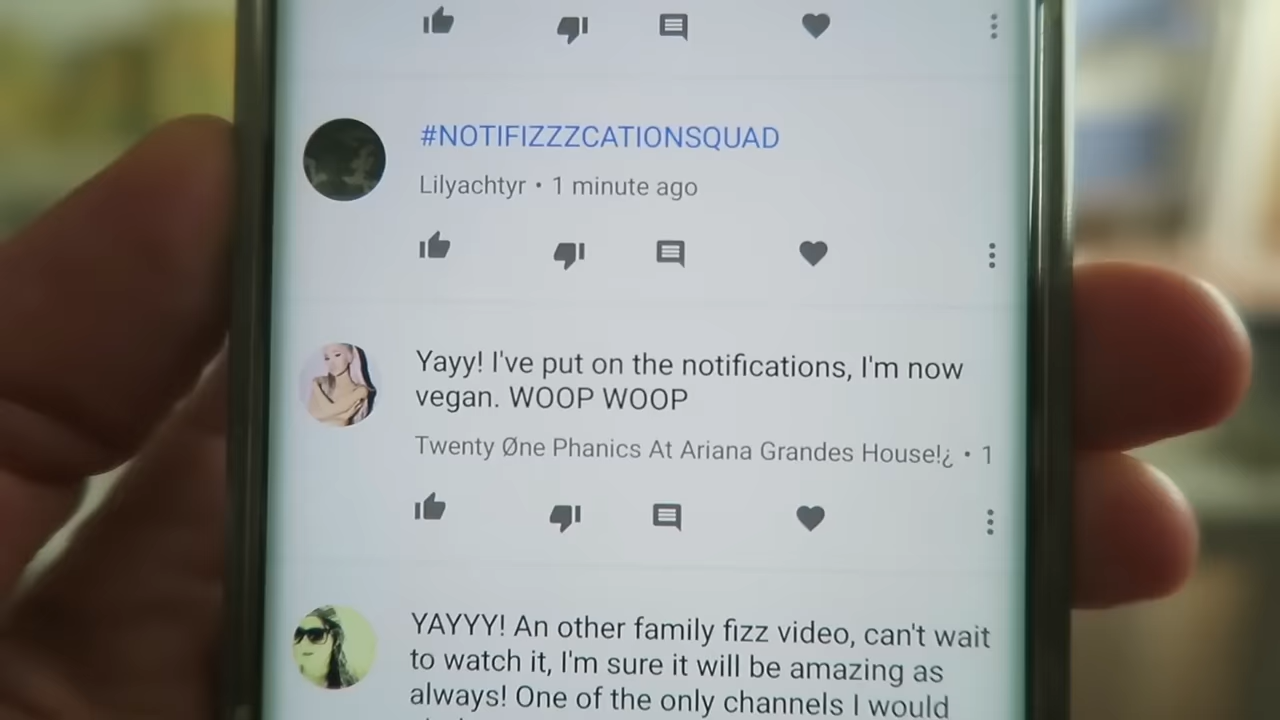 #NOTIFIZZZCATIONSQUAD
Lilyachtyr • 1 minute ago
Yayy! I've put on the notifications, I'm now
vegan. WOOP WOOP
Twenty Øne Phanics At Ariana Grandes House!¿ • 1
YAYYY! An other family fizz video, can't wait
to watch it, I'm sure it will be amazing as
always! One of the only channels I would